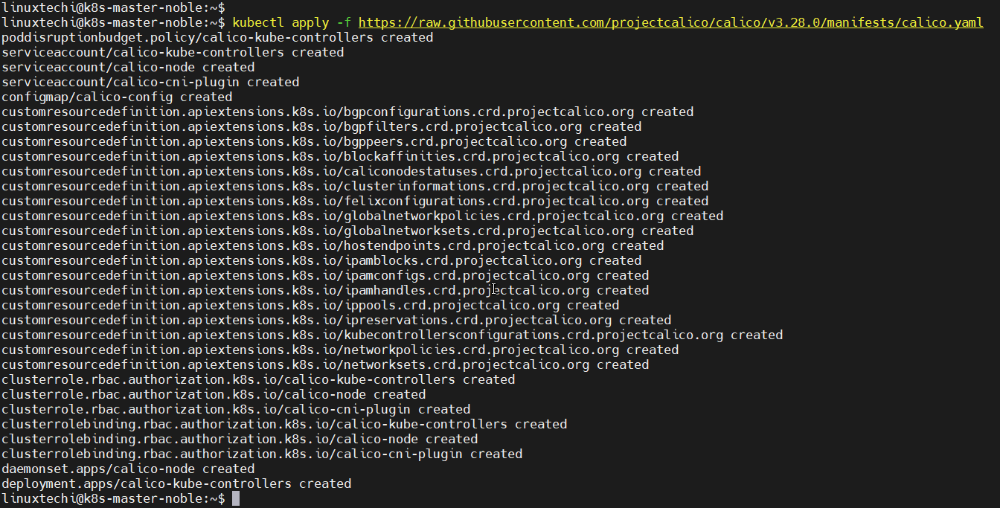 linuxtechi@k8s-master-noble:~$
linuxtechi@k8s-master-noble:~$ kubectl apply -f https://raw.githubusercontent.com/projectcalico/calico/v3.28.0/manifests/calico.yaml
poddisruptionbudget.policy/calico-kube-controllers created
serviceaccount/calico-kube-controllers created
serviceaccount/calico-node created
serviceaccount/calico-cni-plugin created
configmap/calico-config created
customresourcedefinition.apiextensions.k8s.io/bgpconfigurations.crd.projectcalico.org created
customresourcedefinition.apiextensions.k8s.io/bgpfilters.crd.projectcalico.org created
customresourcedefinition.apiextensions.k8s.io/bgppeers.crd.projectcalico.org created
customresourcedefinition.apiextensions.k8s.io/blockaffinities.crd.projectcalico.org created
customresourcedefinition.apiextensions.k8s.io/caliconodestatuses.crd.projectcalico.org created
customresourcedefinition.apiextensions.k8s.io/clusterinformations.crd.projectcalico.org created
customresourcedefinition.apiextensions.k8s.io/felixconfigurations.crd.projectcalico.org created
customresourcedefinition.apiextensions.k8s.io/globalnetworkpolicies.crd.projectcalico.org created
customresourcedefinition.apiextensions.k8s.io/globalnetworksets.crd.projectcalico.org created
customresourcedefinition.apiextensions.k8s.io/hostendpoints.crd.projectcalico.org created
customresourcedefinition.apiextensions.k8s.io/ipamblocks.crd.projectcalico.org created
customresourcedefinition.apiextensions.k8s.io/ipamconfigs.crd.projectcalico.org created
customresourcedefinition.apiextensions.k8s.io/ipamhandles.crd.projectcalico.org created
customresourcedefinition.apiextensions.k8s.io/ippools.crd.projectcalico.org created
customresourcedefinition.apiextensions.k8s.io/ipreservations.crd.projectcalico.org created
customresourcedefinition.apiextensions.k8s.io/kubecontrollersconfigurations.crd.projectcalico.org created
customresourcedefinition.apiextensions.k8s.io/networkpolicies.crd.projectcalico.org created
customresourcedefinition.apiextensions.k8s.io/networksets.crd.projectcalico.org created
clusterrole.rbac.authorization.k8s.io/calico-kube-controllers created
clusterrole.rbac.authorization.k8s.io/calico-node created
clusterrole.rbac.authorization.k8s.io/calico-cni-plugin created
clusterrolebinding.rbac.authorization.k8s.io/calico-kube-controllers created
clusterrolebinding.rbac.authorization.k8s.io/calico-node created
clusterrolebinding.rbac.authorization.k8s.io/calico-cni-plugin created
daemonset.apps/calico-node created
deployment.apps/calico-kube-controllers created
linuxtechi@k8s-master-noble:~$